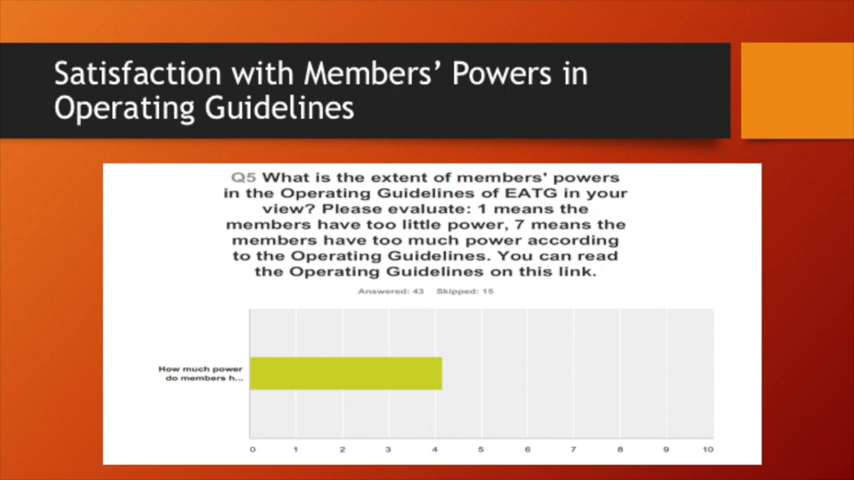 Satisfaction with Members’ Powers in
Operating Guidelines
Q5 What is the extent of members' powers
in the Operating Guidelines of EATG in your
view? Please evaluate: 1 means the
members have too little power, 7 means the
members have too much power according
to the Operating Guidelines. You can read
the Operating Guidelines on this link.
Answered: 43 Skipped: 15
How much power
do members h...
0 1 2 3 4 5 6 7 8 9 10